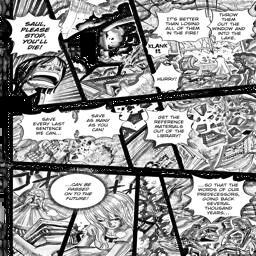 SAUL,
PLEASE
STOP,
YOU'LL
DIE!
KLANX
!!
IT'S BETTER
THAN LOSING
ALL OF THEM
IN THE FIRE!
THROW
THEM
OUT THE
WINDOW AND
INTO THE
LAKE.
HURRY!
SAVE
EVERY LAST
SENTENCE
WE CAN...
SAVE
AS MANY
AS YOU
CAN!
GET THE
REFERENCE
MATERIALS
OUT OF THE
LIBRARY!
...CAN BE
PASSED
ON TO
THE
FUTURE!
...SO THAT THE
WORDS OF OUR
PREDECESSORS,
GOING BACK
SEVERAL
THOUSAND
YEARS...